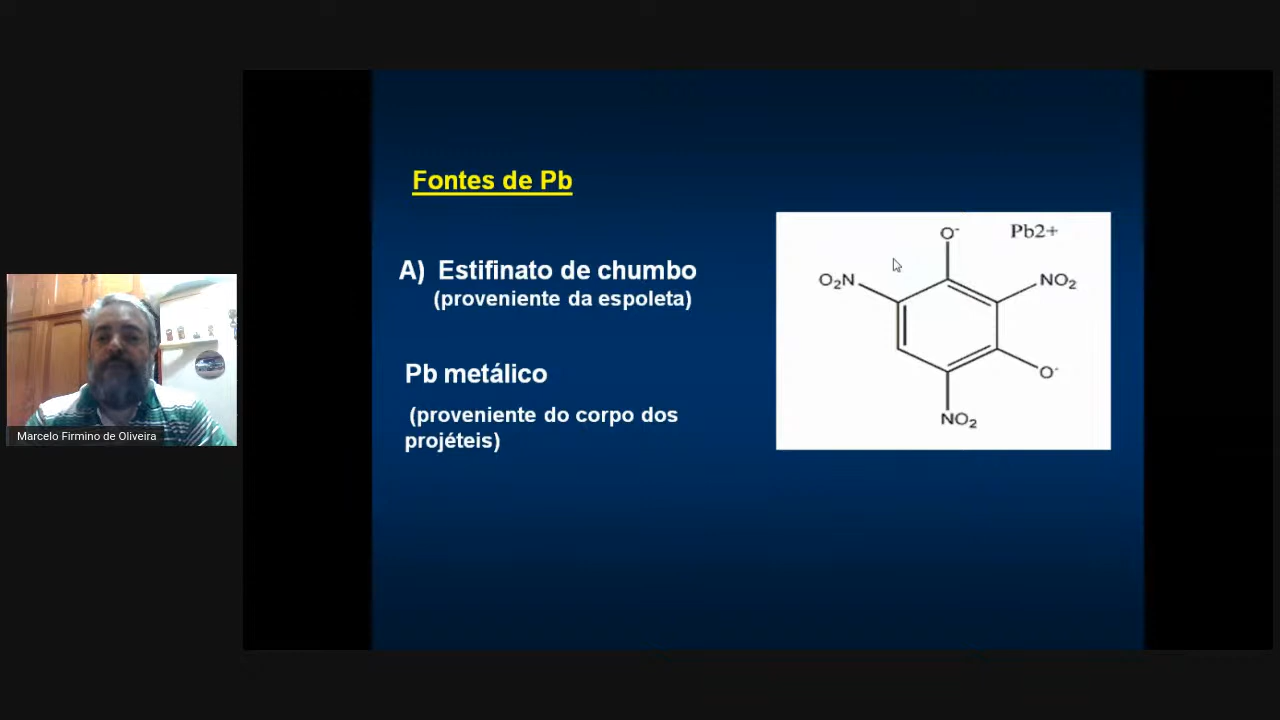 Fontes de Pb
A) Estifinato de chumbo
(proveniente da espoleta)
Pb metálico
(proveniente do corpo dos
projéteis)
O- Pb2+
O2N NO2
O-
NO2
Marcelo Firmino de Oliveira